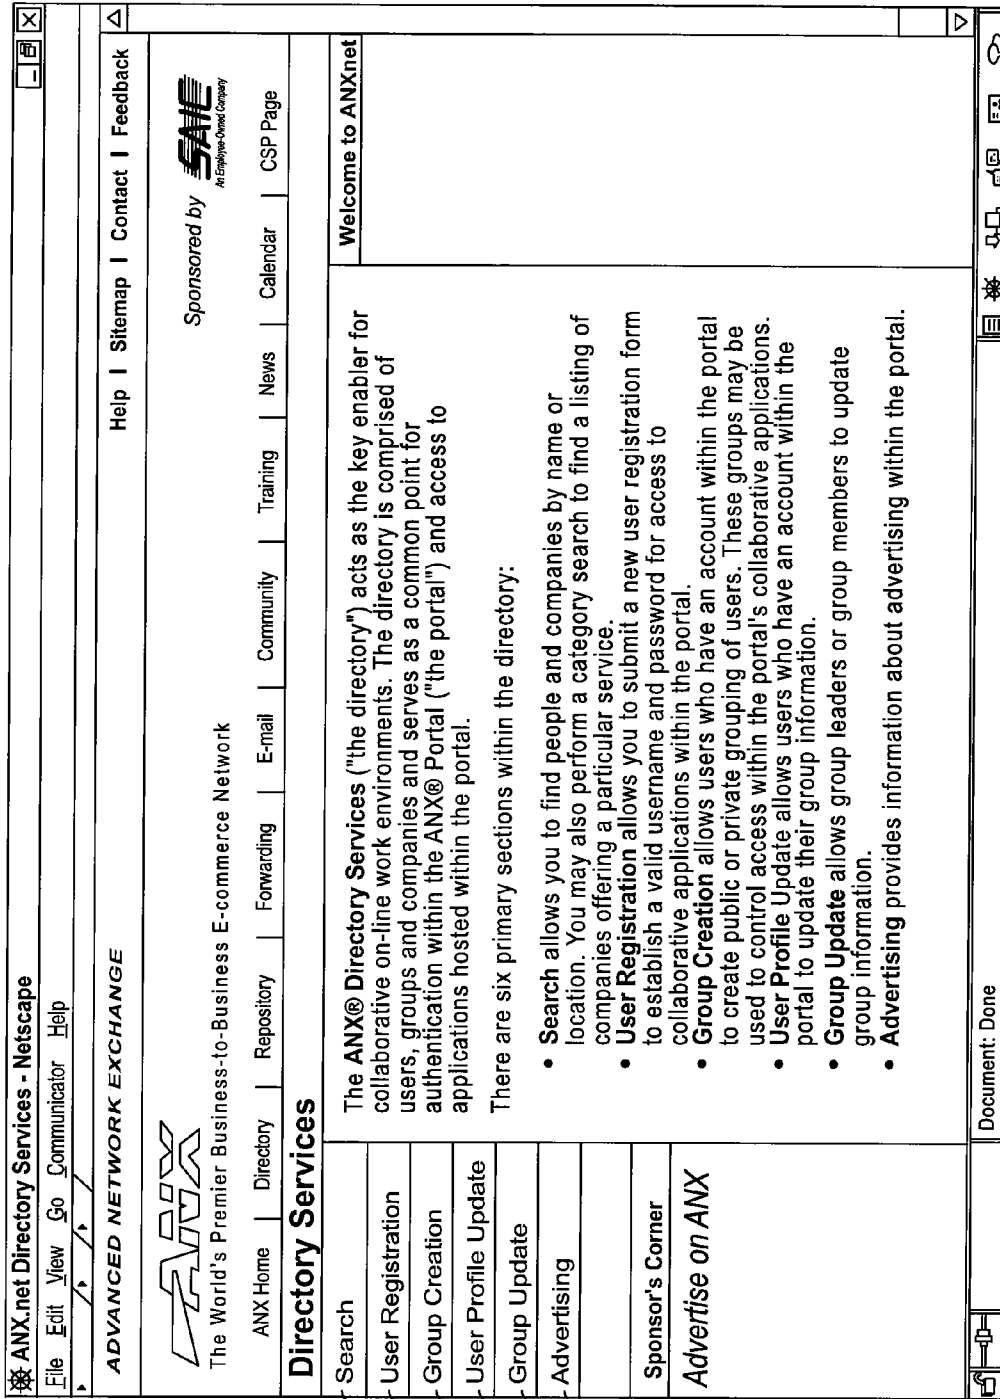 ANX.net Directory Services - Netscape
File Edit View Go Communicator Help
ADVANCED NETWORK EXCHANGE
Help | Sitemap | Contact | Feedback
ANX
The World's Premier Business-to-Business E-commerce Network
Sponsored by SAIC
An Employee-Owned Company
ANX Home | Directory | Repository | Forwarding | E-mail | Community | Training | News | Calendar | CSP Page
Directory Services
Search
User Registration
Group Creation
User Profile Update
Group Update
Advertising
Sponsor's Corner
Advertise on ANX
The ANX® Directory Services ("the directory") acts as the key enabler for
collaborative on-line work environments. The directory is comprised of
users, groups and companies and serves as a common point for
authentication within the ANX® Portal ("the portal") and access to
applications hosted within the portal.
There are six primary sections within the directory:
• Search allows you to find people and companies by name or
location. You may also perform a category search to find a listing of
companies offering a particular service.
• User Registration allows you to submit a new user registration form
to establish a valid username and password for access to
collaborative applications within the portal.
• Group Creation allows users who have an account within the portal
to create public or private grouping of users. These groups may be
used to control access within the portal's collaborative applications.
• User Profile Update allows users who have an account within the
portal to update their group information.
• Group Update allows group leaders or group members to update
group information.
• Advertising provides information about advertising within the portal.
Welcome to ANXnet
Document: Done